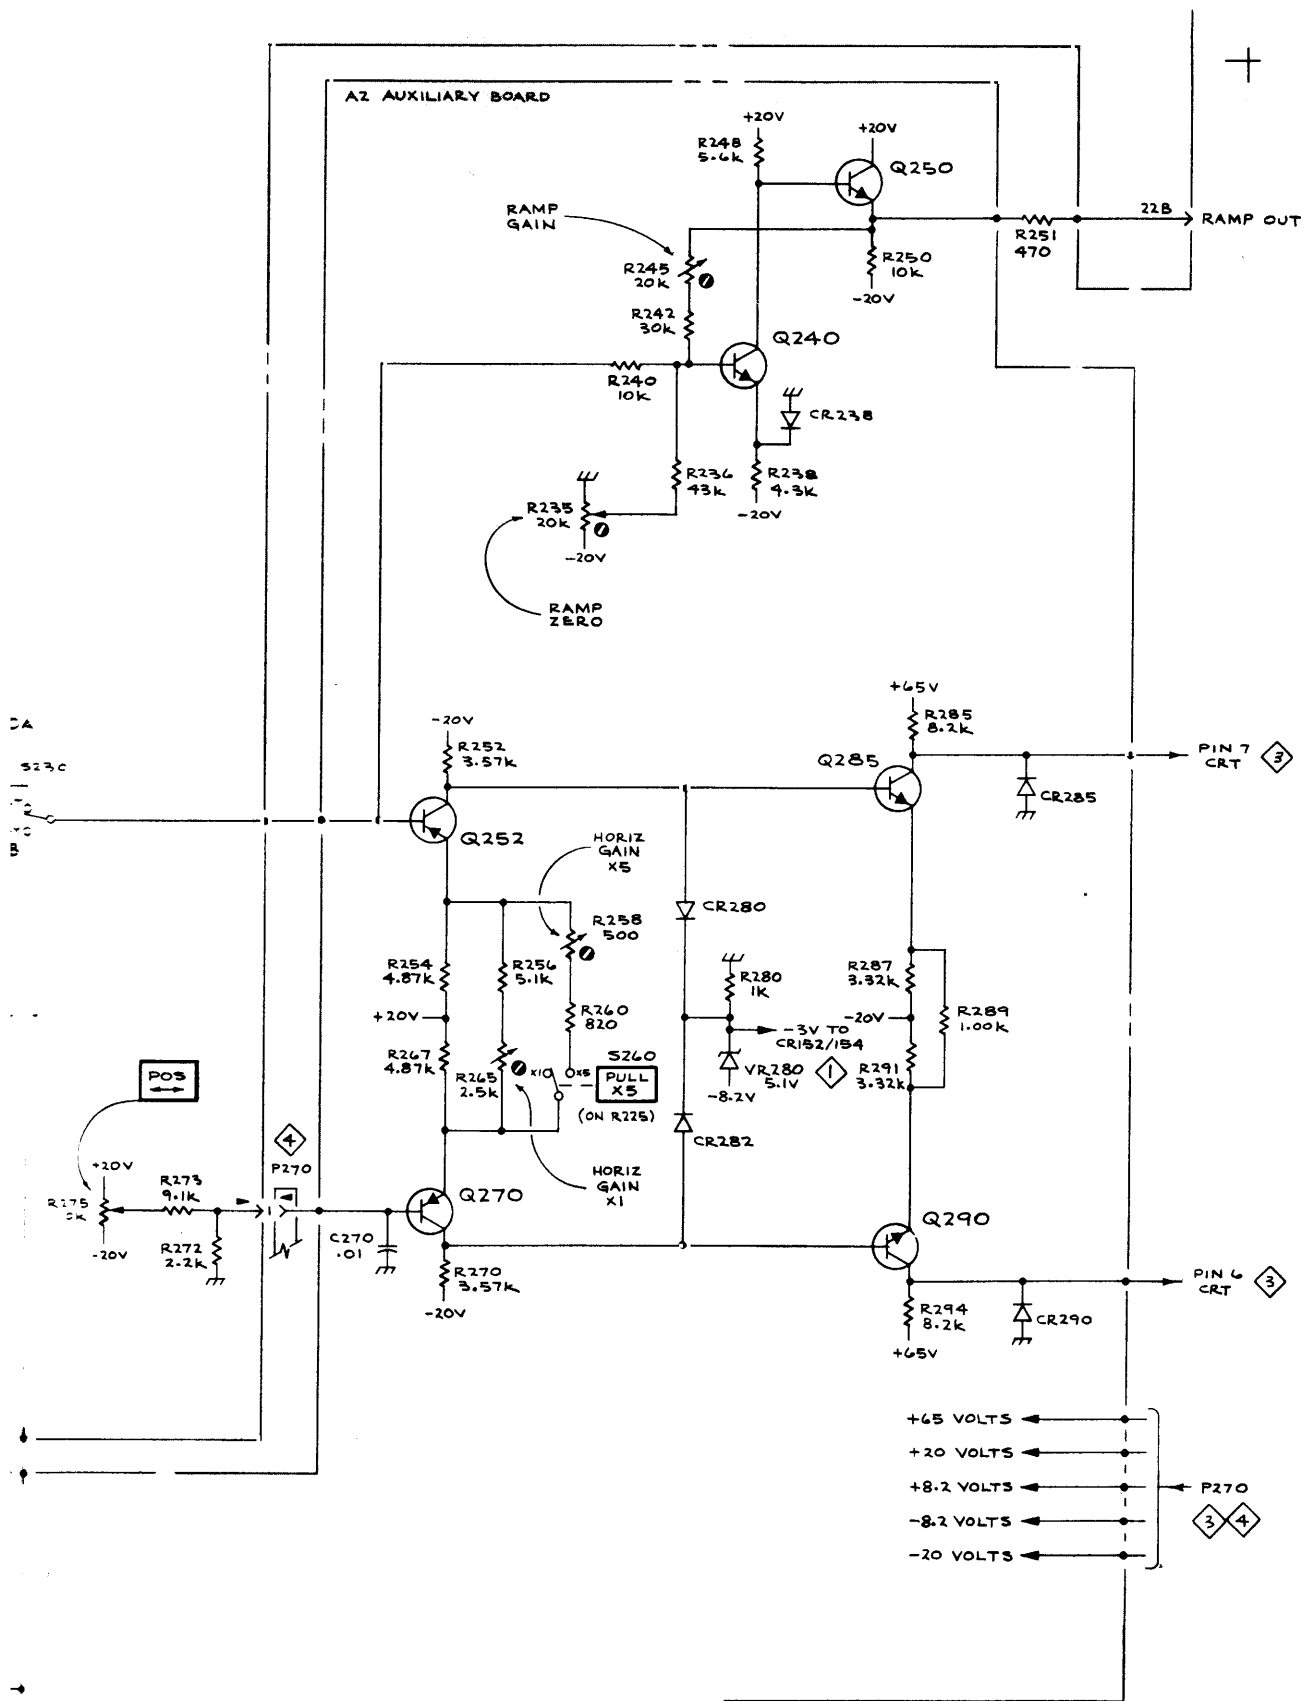 A2 AUXILIARY BOARD
+20V
R248
5.6K
+20V
Q250
RAMP
GAIN
22B
RAMP OUT
R251
470
R245
20K
R250
10K
-20V
R242
30K
Q240
R240
10K
CR238
R236
43K
R238
4.3K
-20V
R235
20K
-20V
RAMP
ZERO
+65V
R285
8.2K
-20V
R252
3.57K
PIN 7
CRT
3
Q285
CR285
S23C
Q252
HORIZ
GAIN
X5
CR280
R258
500
R254
4.87K
R256
5.1K
R280
1K
R287
3.32K
R260
820
+20V
-20V
R289
1.00K
-3V TO
CR152/154
R267
4.87K
S260
X1
X5
PULL
X5
(ON R225)
R265
2.5K
VR280
5.1V
1
R291
3.32K
-8.2V
POS
CR282
4
P270
HORIZ
GAIN
X1
+20V
R273
9.1K
R275
1
Q270
-20V
R272
2.2K
C270
.01
Q290
R270
3.57K
-20V
PIN 6
CRT
3
R294
8.2K
CR290
+65V
+65 VOLTS
+20 VOLTS
+8.2 VOLTS
P270
-8.2 VOLTS
3 4
-20 VOLTS